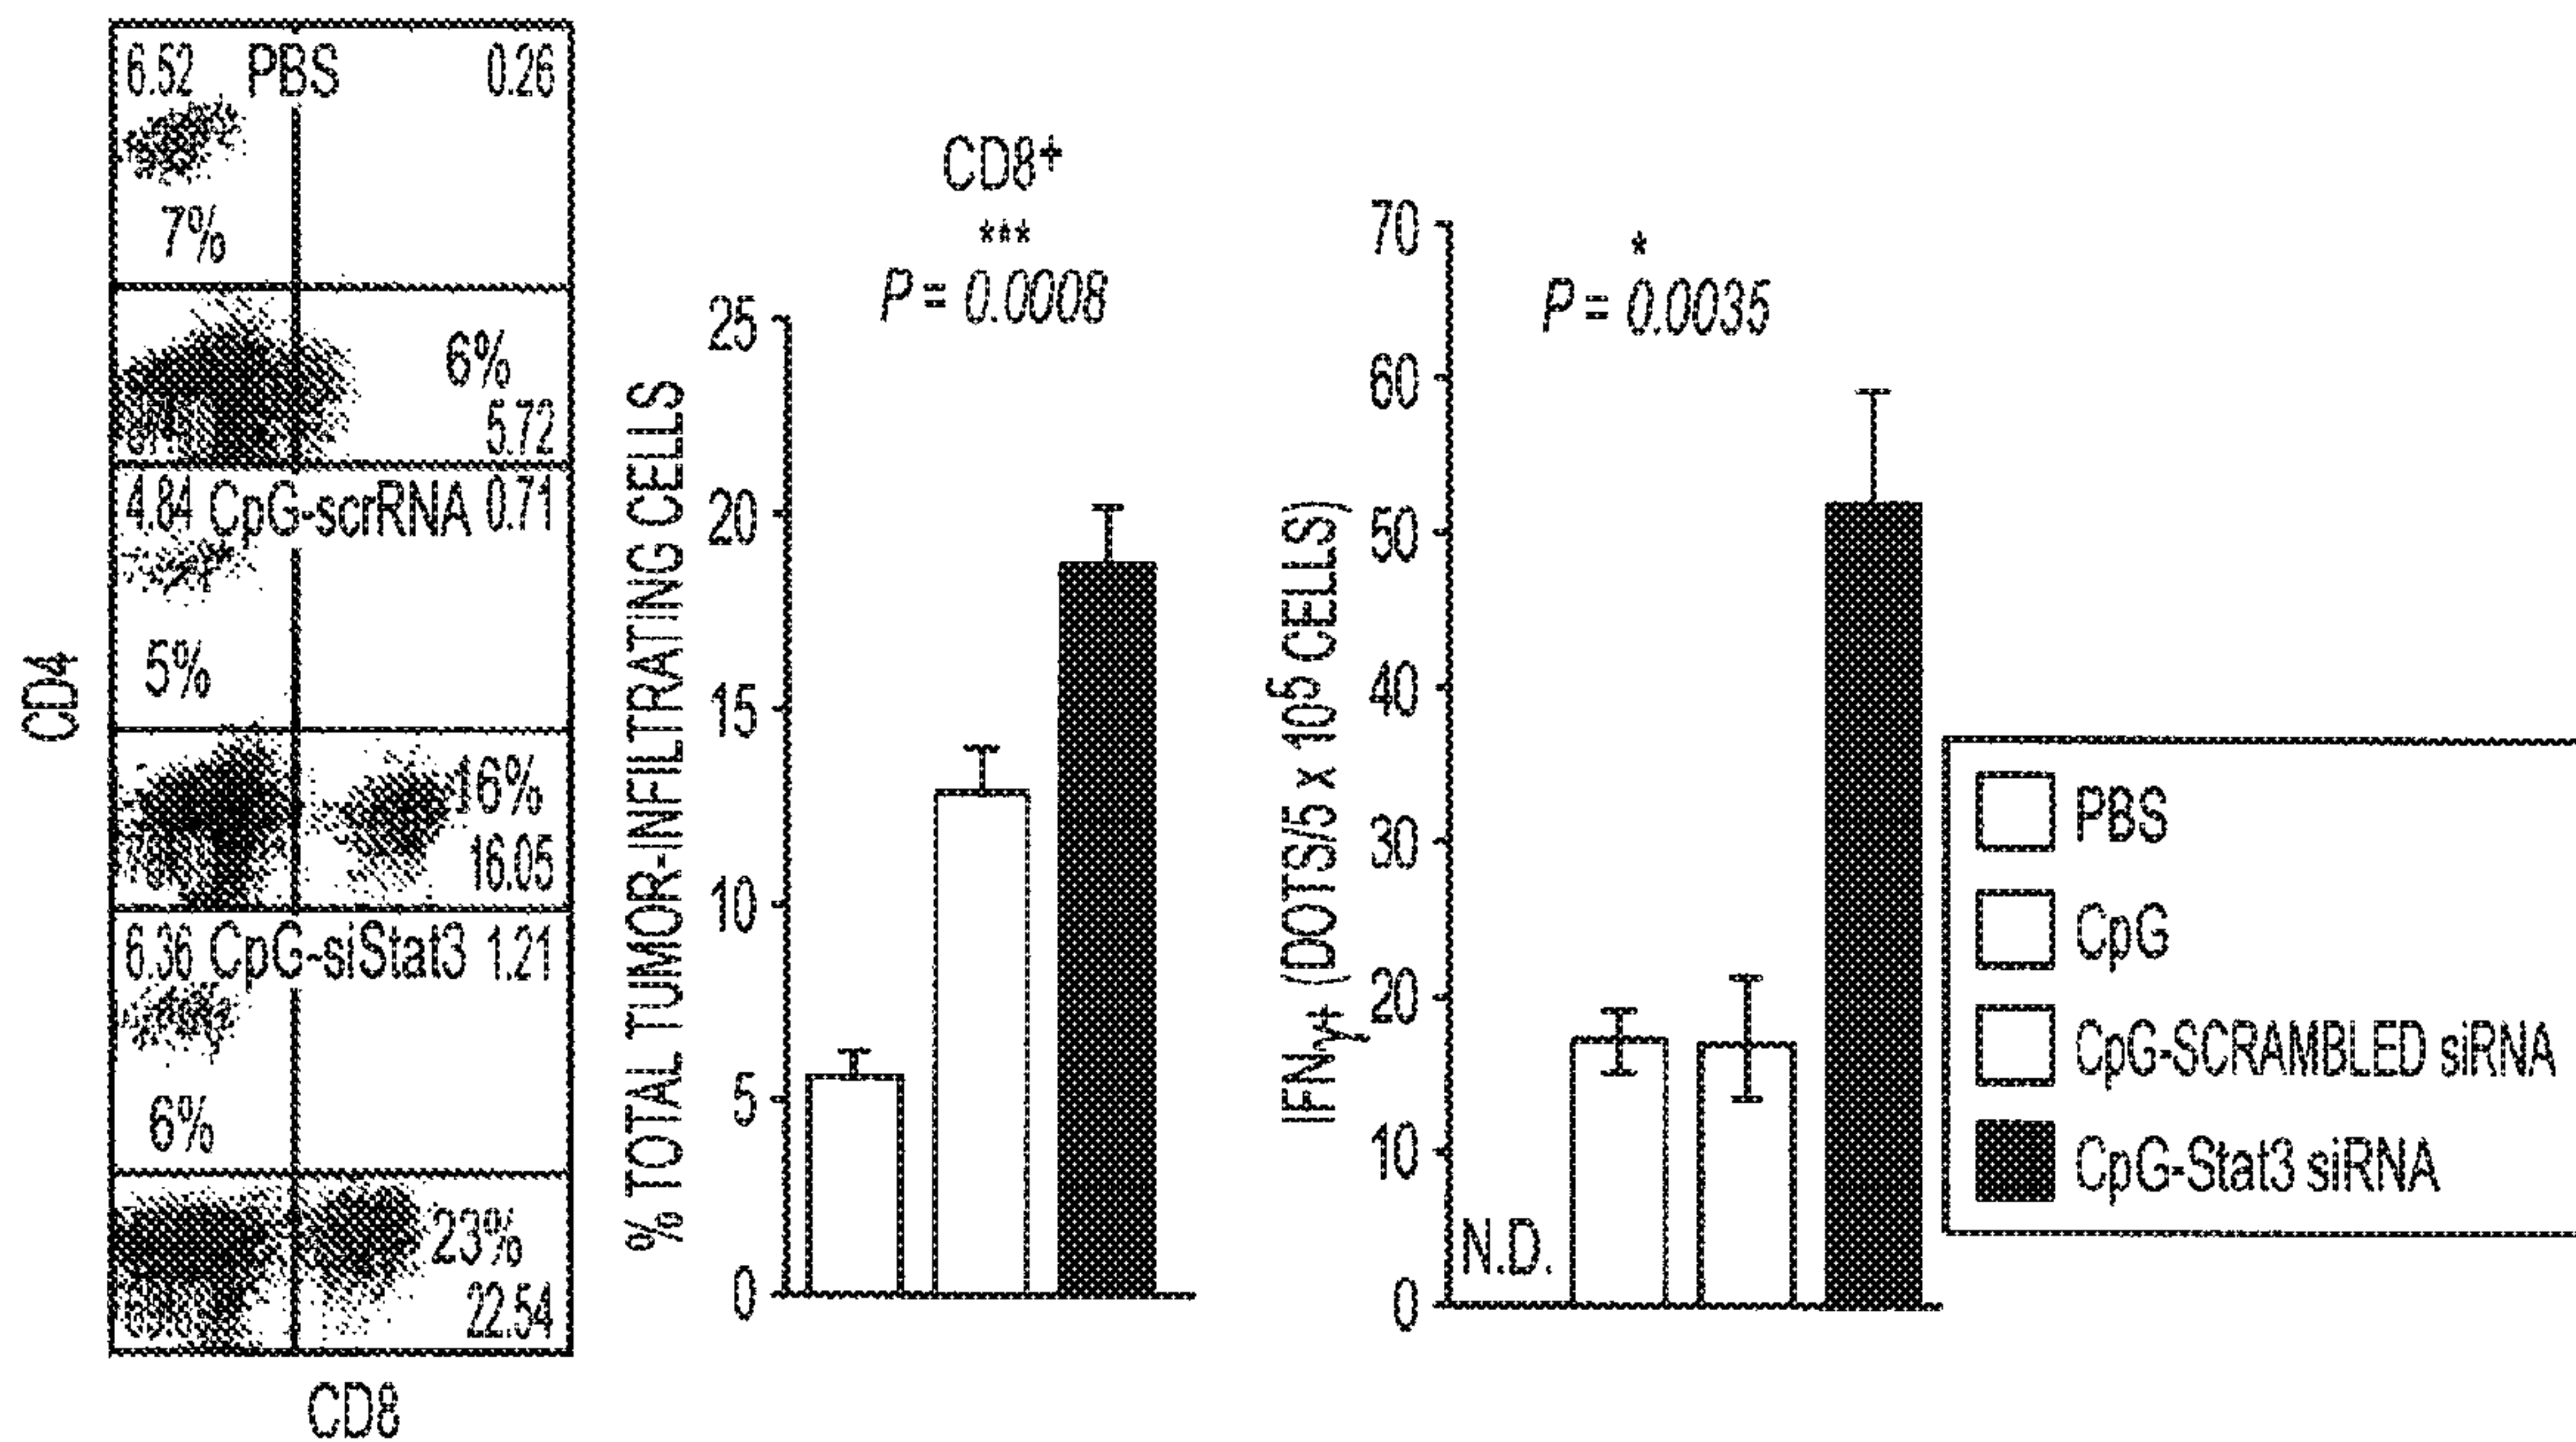 6.52 PBS 0.26
7%
6%
5.72
4.84 CpG-scrRNA 0.71
5%
16%
16.05
6.36 CpG-siStat3 1.21
6%
23%
22.54
CD4
CD8
CD8+
***
P = 0.0008
% TOTAL TUMOR-INFILTRATING CELLS
25
20
15
10
5
0
*
P = 0.0035
IFNγ+ (DOTS/5 x 10⁵ CELLS)
70
60
50
40
30
20
10
0
N.D.
PBS
CpG
CpG-SCRAMBLED siRNA
CpG-Stat3 siRNA